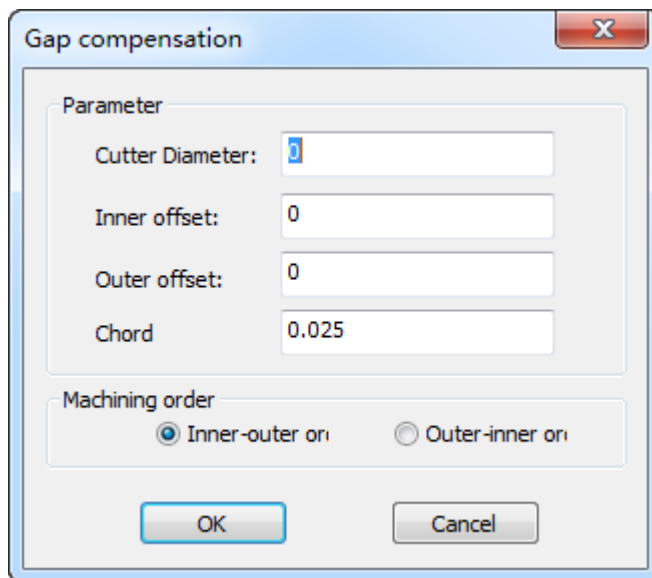 Gap compensation
Parameter
Cutter Diameter: 0
Inner offset: 0
Outer offset: 0
Chord 0.025
Machining order
Inner-outer or
Outer-inner or
OK Cancel